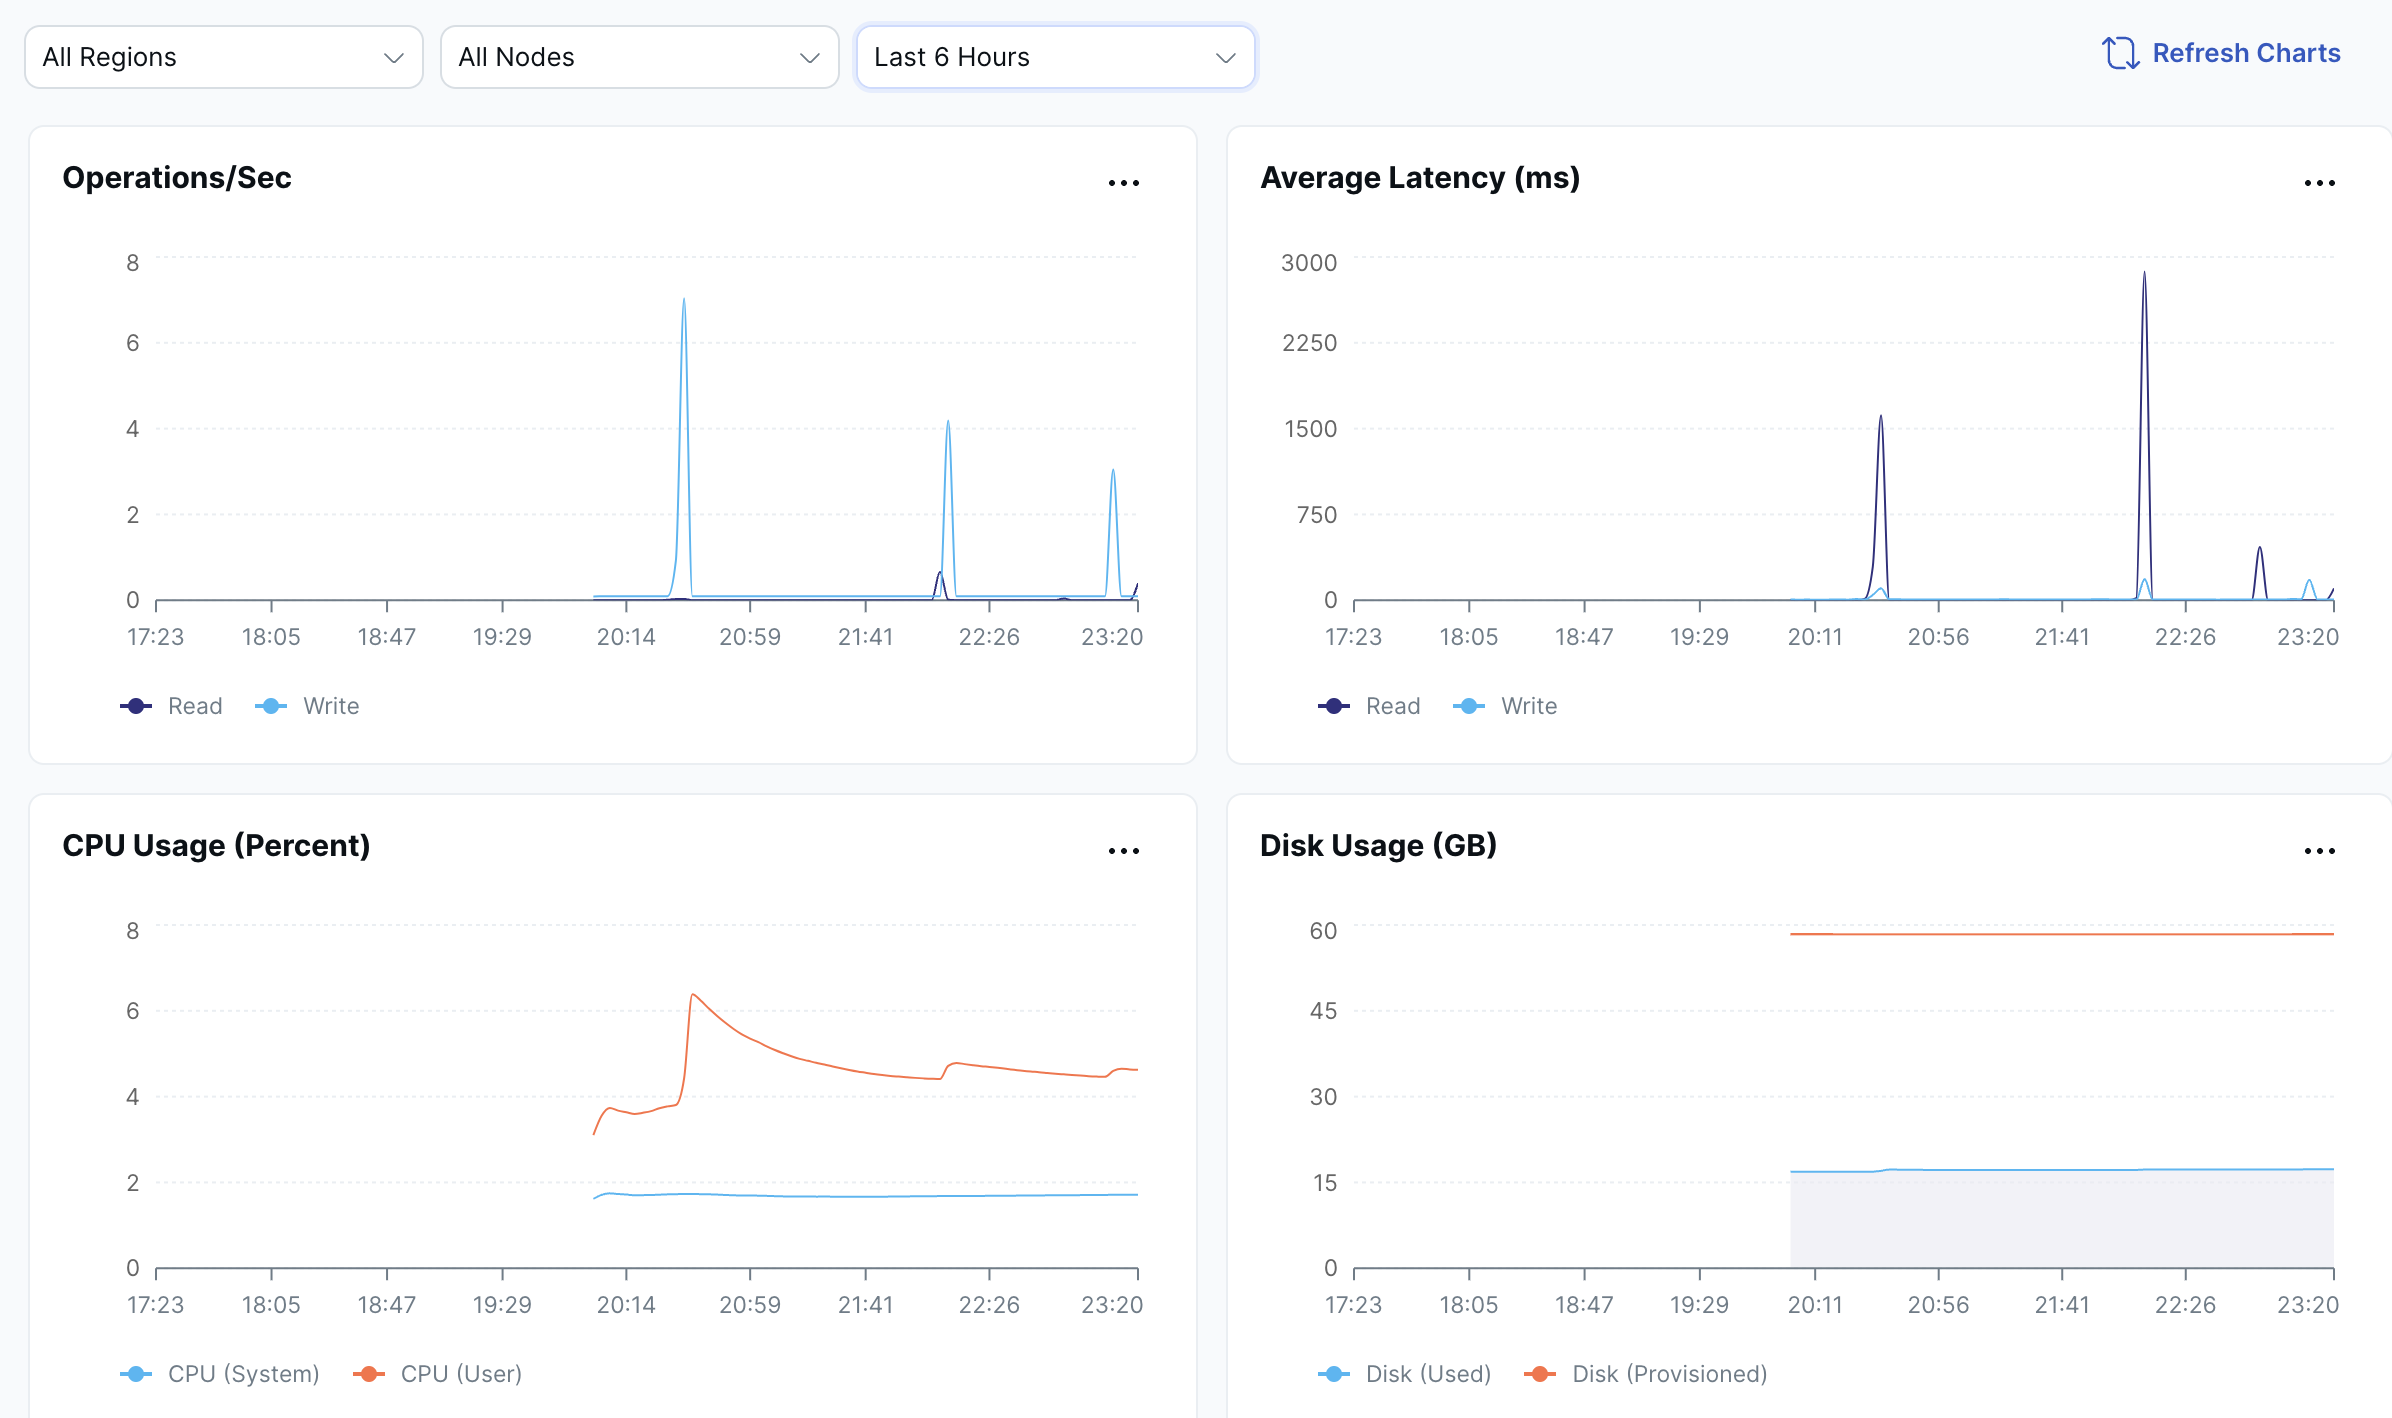 All Regions
All Nodes
Last 6 Hours
Refresh Charts
Operations/Sec
8
6
4
2
0
17:23 18:05 18:47 19:29 20:14 20:59 21:41 22:26 23:20
Read Write
Average Latency (ms)
3000
2250
1500
750
0
17:23 18:05 18:47 19:29 20:11 20:56 21:41 22:26 23:20
Read Write
CPU Usage (Percent)
8
6
4
2
0
17:23 18:05 18:47 19:29 20:14 20:59 21:41 22:26 23:20
CPU (System) CPU (User)
Disk Usage (GB)
60
45
30
15
0
17:23 18:05 18:47 19:29 20:11 20:56 21:41 22:26 23:20
Disk (Used) Disk (Provisioned)